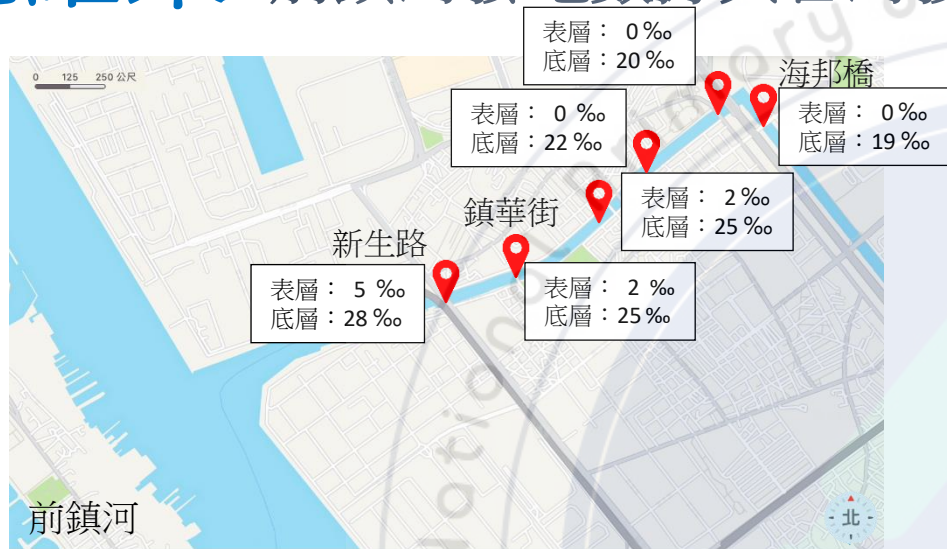 表層： 0 ‰
底層：20 ‰
0 125 250 公尺
海邦橋
表層： 0 ‰
底層：22 ‰
表層： 0 ‰
底層：19 ‰
表層： 2 ‰
底層：25 ‰
鎮華街
新生路
表層： 5 ‰
底層：28 ‰
表層： 2 ‰
底層：25 ‰
前鎮河
北